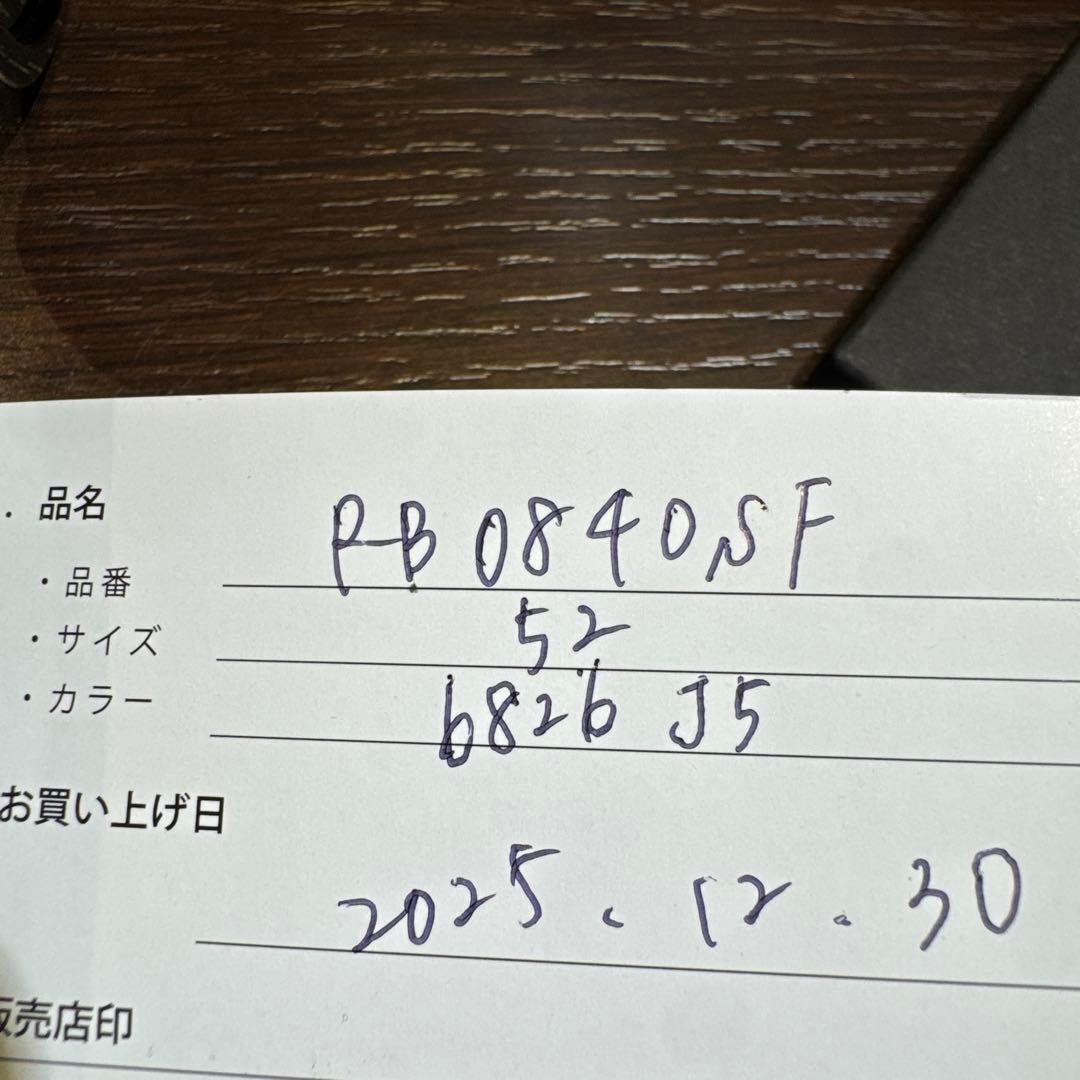 . 品名
・品番 RB0840SF
・サイズ 52
・カラー 6826 J5
お買い上げ日
2025.12.30
販売店印